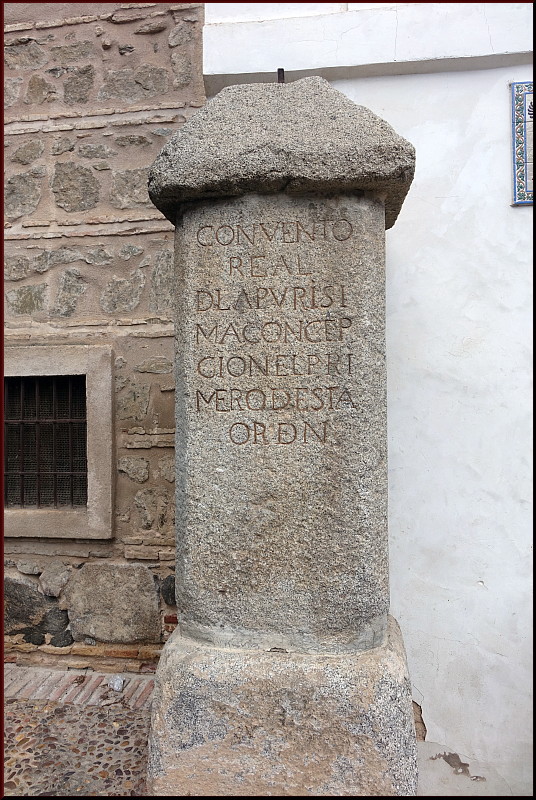 CONVENTO
REAL
DLAPVRISI
MACONCEP
CIONELPRI
MERODESTA
ORDN